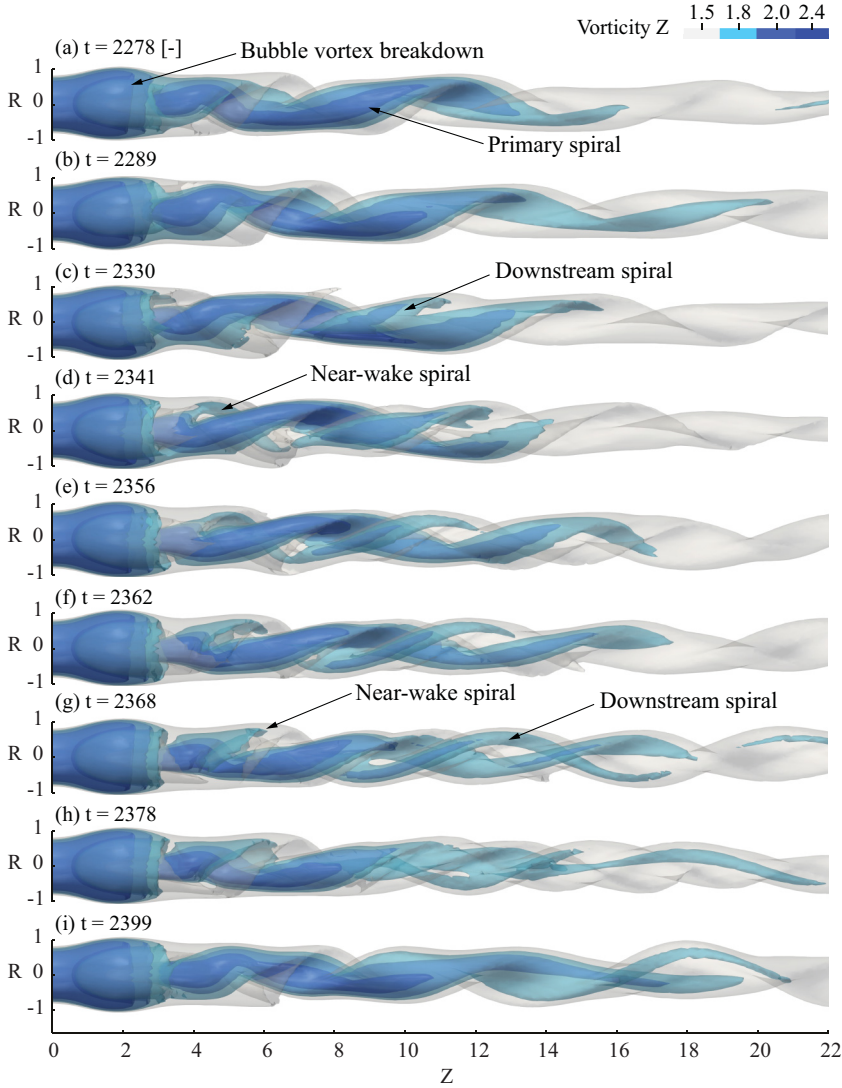 Vorticity Z 1.5 1.8 2.0 2.4
(a) t = 2278 [-]
Bubble vortex breakdown
1
R 0
-1
Primary spiral
(b) t = 2289
1
R 0
-1
(c) t = 2330
Downstream spiral
1
R 0
-1
(d) t = 2341
Near-wake spiral
1
R 0
-1
(e) t = 2356
1
R 0
-1
(f) t = 2362
1
R 0
-1
(g) t = 2368
Near-wake spiral
Downstream spiral
1
R 0
-1
(h) t = 2378
1
R 0
-1
(i) t = 2399
1
R 0
-1
0 2 4 6 8 10 12 14 16 18 20 22
Z